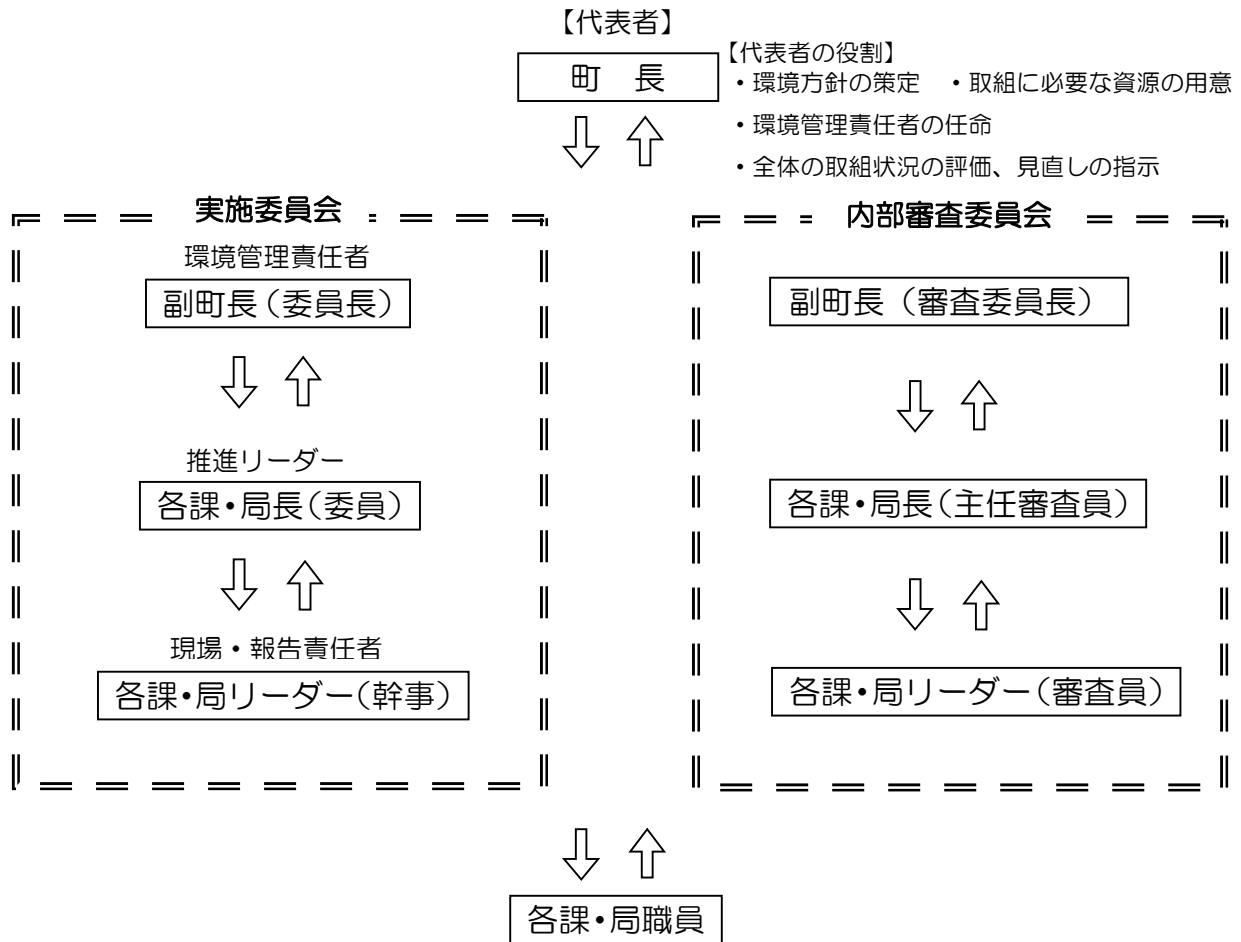 【代表者】
町　長
【代表者の役割】
・環境方針の策定　・取組に必要な資源の用意
・環境管理責任者の任命
・全体の取組状況の評価、見直しの指示
実施委員会
環境管理責任者
副町長（委員長）
推進リーダー
各課・局長（委員）
現場・報告責任者
各課・局リーダー（幹事）
内部審査委員会
副町長（審査委員長）
各課・局長（主任審査員）
各課・局リーダー（審査員）
各課・局職員